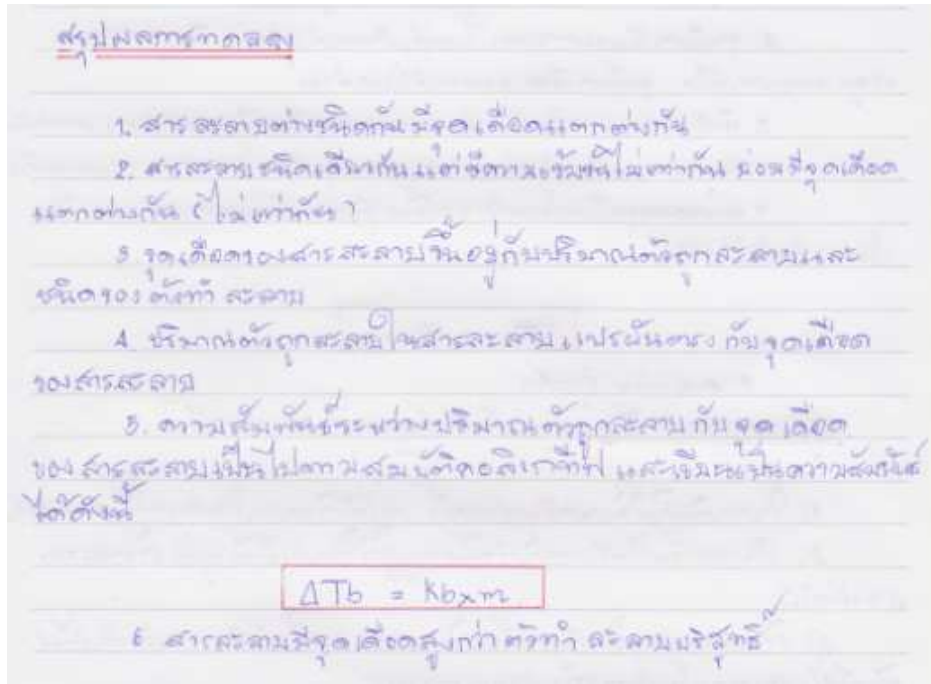 สรุปผลการทดลอง
1. สารละลายต่างชนิดกัน มีจุดเดือดแตกต่างกัน
2. สารละลายชนิดเดียวกัน แต่มีความเข้มข้นไม่เท่ากัน ย่อมมีจุดเดือด
แตกต่างกัน (ไม่เท่ากัน)
3 จุดเดือดของสารละลายขึ้นอยู่กับปริมาณตัวถูกละลายและ
ชนิดของตัวทำ ละลาย
4. ปริมาณตัวถูกละลายในสารละลาย แปรผันตรง กับจุดเดือด
ของสารละลาย
5. ความสัมพันธ์ระหว่างปริมาณตัวถูกละลาย กับ จุดเดือด
ของสารละลายเป็นไปตามสมบัติคอลิเกทีฟ และเขียนเป็นความสัมพันธ์
ได้ดังนี้
ΔTb = Kb×m
6 สารละลายมีจุดเดือดสูงกว่า ตัวทำ ละลายบริสุทธิ์